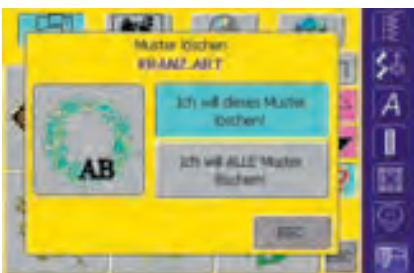 Muster löschen
KRANZ.ART
Ich will dieses Muster
löschen!
AB
Ich will ALLE Muster
löschen!
ESC
A